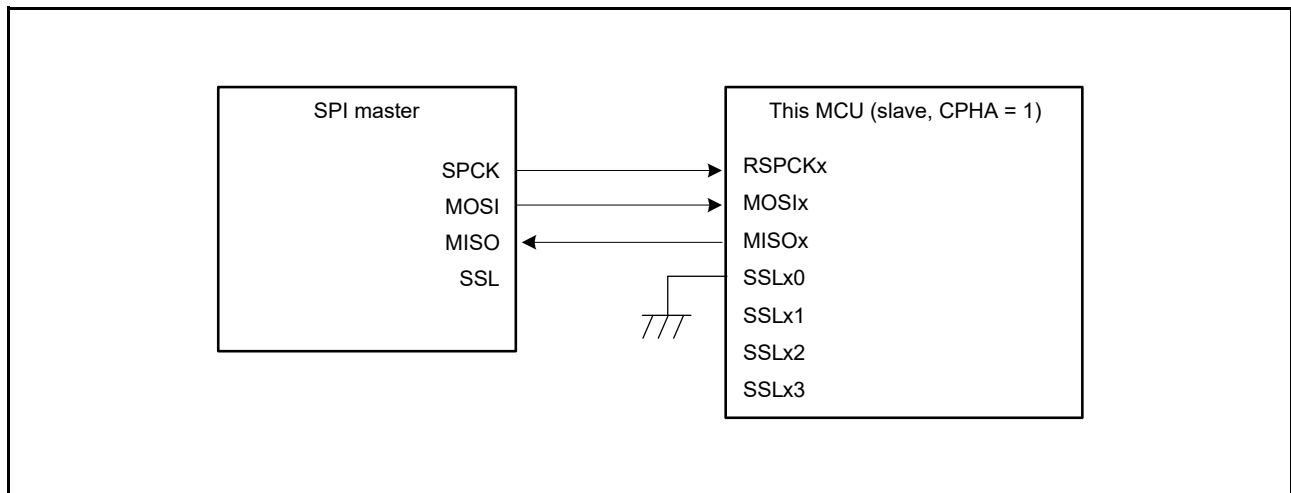 SPI master
SPCK
MOSI
MISO
SSL
This MCU (slave, CPHA = 1)
RSPCKx
MOSIx
MISOx
SSLx0
SSLx1
SSLx2
SSLx3